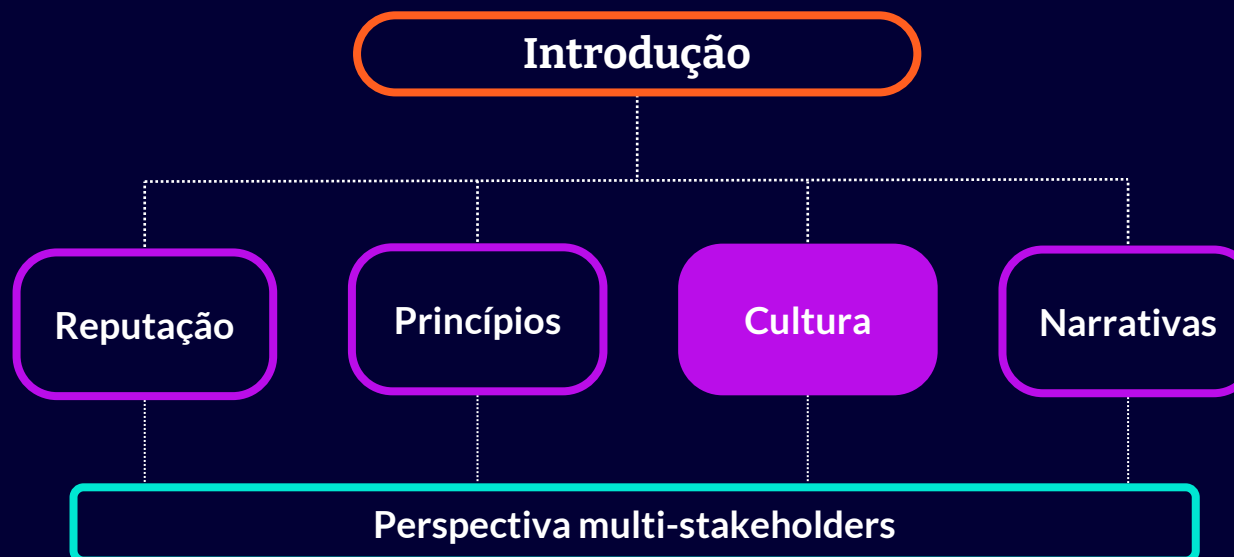 Introdução
Reputação
Princípios
Cultura
Narrativas
Perspectiva multi-stakeholders